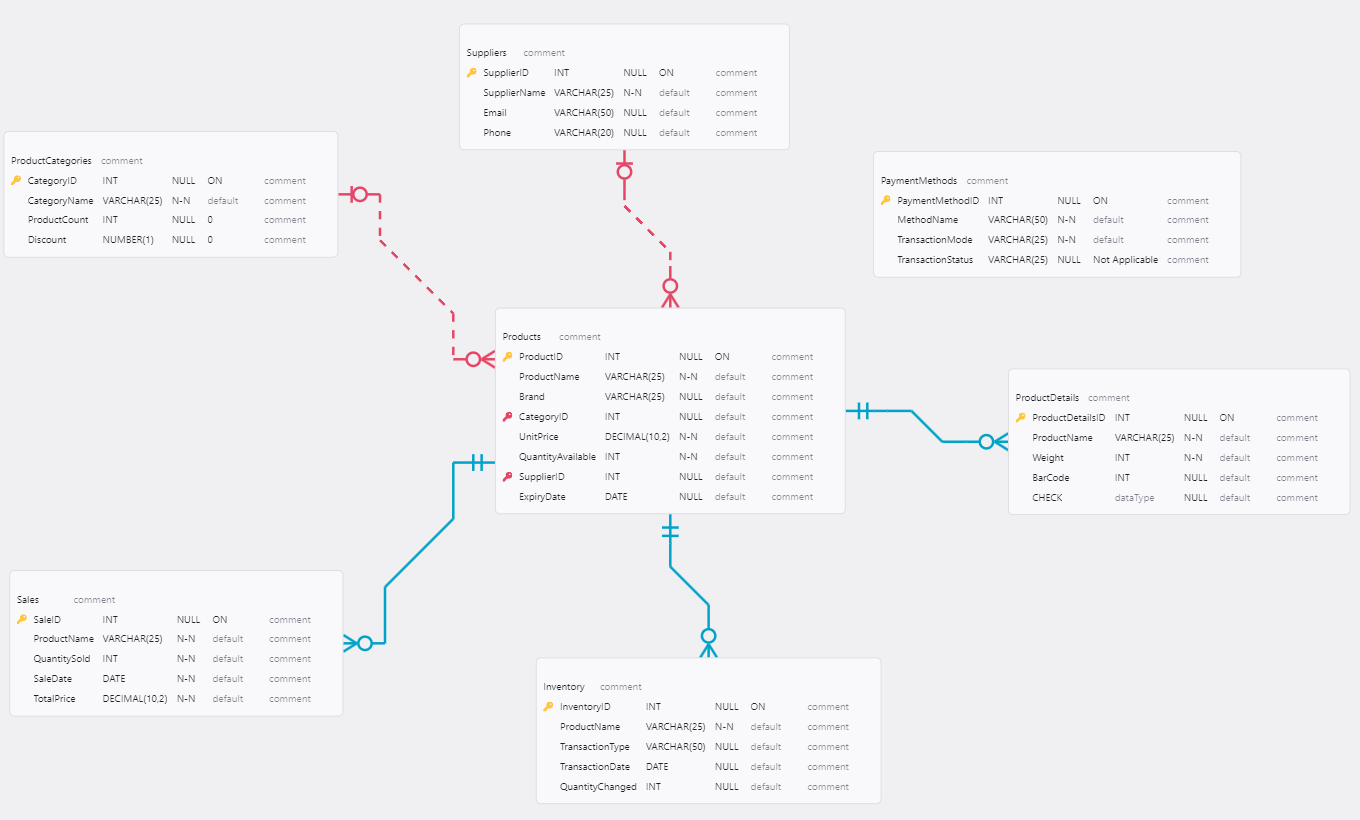 Suppliers comment
SupplierID INT NULL ON comment
SupplierName VARCHAR(25) N-N default comment
Email VARCHAR(50) NULL default comment
Phone VARCHAR(20) NULL default comment
ProductCategories comment
CategoryID INT NULL ON comment
CategoryName VARCHAR(25) N-N default comment
ProductCount INT NULL 0 comment
Discount NUMBER(1) NULL 0 comment
PaymentMethods comment
PaymentMethodID INT NULL ON comment
MethodName VARCHAR(50) N-N default comment
TransactionMode VARCHAR(25) N-N default comment
TransactionStatus VARCHAR(25) NULL Not Applicable comment
Products comment
ProductID INT NULL ON comment
ProductName VARCHAR(25) N-N default comment
Brand VARCHAR(25) NULL default comment
CategoryID INT NULL default comment
UnitPrice DECIMAL(10,2) N-N default comment
QuantityAvailable INT N-N default comment
SupplierID INT NULL default comment
ExpiryDate DATE NULL default comment
ProductDetails comment
ProductDetailsID INT NULL ON comment
ProductName VARCHAR(25) N-N default comment
Weight INT N-N default comment
BarCode INT NULL default comment
CHECK dataType NULL default comment
Sales comment
SaleID INT NULL ON comment
ProductName VARCHAR(25) N-N default comment
QuantitySold INT N-N default comment
SaleDate DATE N-N default comment
TotalPrice DECIMAL(10,2) N-N default comment
Inventory comment
InventoryID INT NULL ON comment
ProductName VARCHAR(25) N-N default comment
TransactionType VARCHAR(50) NULL default comment
TransactionDate DATE NULL default comment
QuantityChanged INT NULL default comment